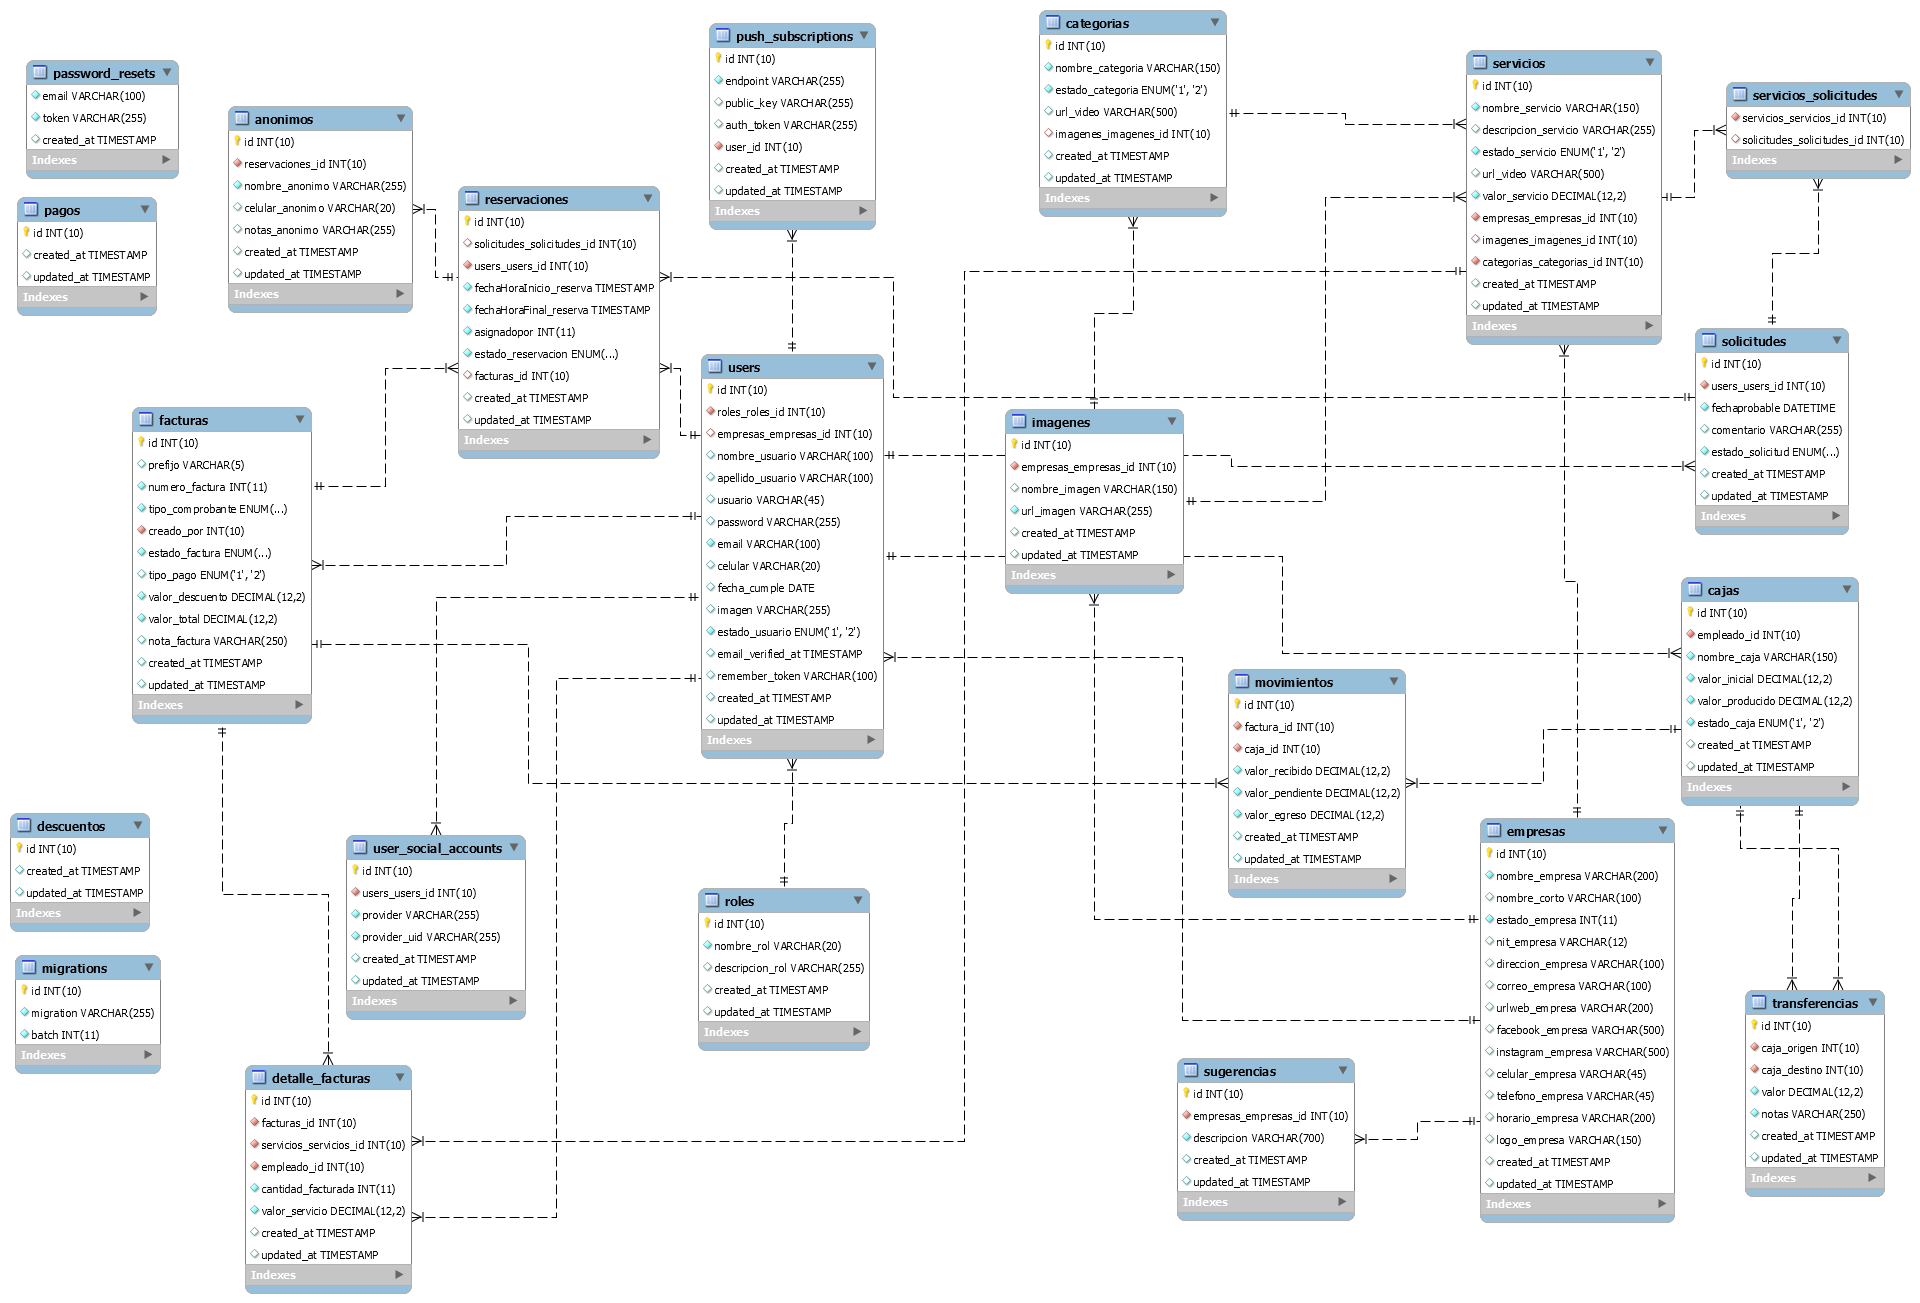 password_resets
email VARCHAR(100)
token VARCHAR(255)
created_at TIMESTAMP
Indexes
pagos
id INT(10)
created_at TIMESTAMP
updated_at TIMESTAMP
Indexes
anonimos
id INT(10)
reservaciones_id INT(10)
nombre_anonimo VARCHAR(255)
celular_anonimo VARCHAR(20)
notas_anonimo VARCHAR(255)
created_at TIMESTAMP
updated_at TIMESTAMP
Indexes
reservaciones
id INT(10)
solicitudes_solicitudes_id INT(10)
users_users_id INT(10)
fechaHoraInicio_reserva TIMESTAMP
fechaHoraFinal_reserva TIMESTAMP
asignadopor INT(11)
estado_reservacion ENUM(...)
facturas_id INT(10)
created_at TIMESTAMP
updated_at TIMESTAMP
Indexes
push_subscriptions
id INT(10)
endpoint VARCHAR(255)
public_key VARCHAR(255)
auth_token VARCHAR(255)
user_id INT(10)
created_at TIMESTAMP
updated_at TIMESTAMP
Indexes
categorias
id INT(10)
nombre_categoria VARCHAR(150)
estado_categoria ENUM('1', '2')
url_video VARCHAR(500)
imagenes_imagenes_id INT(10)
created_at TIMESTAMP
updated_at TIMESTAMP
Indexes
servicios
id INT(10)
nombre_servicio VARCHAR(150)
descripcion_servicio VARCHAR(255)
estado_servicio ENUM('1', '2')
url_video VARCHAR(500)
valor_servicio DECIMAL(12,2)
empresas_empresas_id INT(10)
imagenes_imagenes_id INT(10)
categorias_categorias_id INT(10)
created_at TIMESTAMP
updated_at TIMESTAMP
Indexes
servicios_solicitudes
servicios_servicios_id INT(10)
solicitudes_solicitudes_id INT(10)
Indexes
solicitudes
id INT(10)
users_users_id INT(10)
fechaprobable DATETIME
comentario VARCHAR(255)
estado_solicitud ENUM(...)
created_at TIMESTAMP
updated_at TIMESTAMP
Indexes
facturas
id INT(10)
prefijo VARCHAR(5)
numero_factura INT(11)
tipo_comprobante ENUM(...)
creado_por INT(10)
estado_factura ENUM(...)
tipo_pago ENUM('1', '2')
valor_descuento DECIMAL(12,2)
valor_total DECIMAL(12,2)
nota_factura VARCHAR(250)
created_at TIMESTAMP
updated_at TIMESTAMP
Indexes
users
id INT(10)
roles_roles_id INT(10)
empresas_empresas_id INT(10)
nombre_usuario VARCHAR(100)
apellido_usuario VARCHAR(100)
usuario VARCHAR(45)
password VARCHAR(255)
email VARCHAR(100)
celular VARCHAR(20)
fecha_cumple DATE
imagen VARCHAR(255)
estado_usuario ENUM('1', '2')
email_verified_at TIMESTAMP
remember_token VARCHAR(100)
created_at TIMESTAMP
updated_at TIMESTAMP
Indexes
imagenes
id INT(10)
empresas_empresas_id INT(10)
nombre_imagen VARCHAR(150)
url_imagen VARCHAR(255)
created_at TIMESTAMP
updated_at TIMESTAMP
Indexes
cajas
id INT(10)
empleado_id INT(10)
nombre_caja VARCHAR(150)
valor_inicial DECIMAL(12,2)
valor_producido DECIMAL(12,2)
estado_caja ENUM('1', '2')
created_at TIMESTAMP
updated_at TIMESTAMP
Indexes
movimientos
id INT(10)
factura_id INT(10)
caja_id INT(10)
valor_recibido DECIMAL(12,2)
valor_pendiente DECIMAL(12,2)
valor_egreso DECIMAL(12,2)
created_at TIMESTAMP
updated_at TIMESTAMP
Indexes
descuentos
id INT(10)
created_at TIMESTAMP
updated_at TIMESTAMP
Indexes
migrations
id INT(10)
migration VARCHAR(255)
batch INT(11)
Indexes
user_social_accounts
id INT(10)
users_users_id INT(10)
provider VARCHAR(255)
provider_uid VARCHAR(255)
created_at TIMESTAMP
updated_at TIMESTAMP
Indexes
roles
id INT(10)
nombre_rol VARCHAR(20)
descripcion_rol VARCHAR(255)
created_at TIMESTAMP
updated_at TIMESTAMP
Indexes
empresas
id INT(10)
nombre_empresa VARCHAR(200)
nombre_corto VARCHAR(100)
estado_empresa INT(11)
nit_empresa VARCHAR(12)
direccion_empresa VARCHAR(100)
correo_empresa VARCHAR(100)
urlweb_empresa VARCHAR(200)
facebook_empresa VARCHAR(500)
instagram_empresa VARCHAR(500)
celular_empresa VARCHAR(45)
telefono_empresa VARCHAR(45)
horario_empresa VARCHAR(200)
logo_empresa VARCHAR(150)
created_at TIMESTAMP
updated_at TIMESTAMP
Indexes
transferencias
id INT(10)
caja_origen INT(10)
caja_destino INT(10)
valor DECIMAL(12,2)
notas VARCHAR(250)
created_at TIMESTAMP
updated_at TIMESTAMP
Indexes
detalle_facturas
id INT(10)
facturas_id INT(10)
servicios_servicios_id INT(10)
empleado_id INT(10)
cantidad_facturada INT(11)
valor_servicio DECIMAL(12,2)
created_at TIMESTAMP
updated_at TIMESTAMP
Indexes
sugerencias
id INT(10)
empresas_empresas_id INT(10)
descripcion VARCHAR(700)
created_at TIMESTAMP
updated_at TIMESTAMP
Indexes